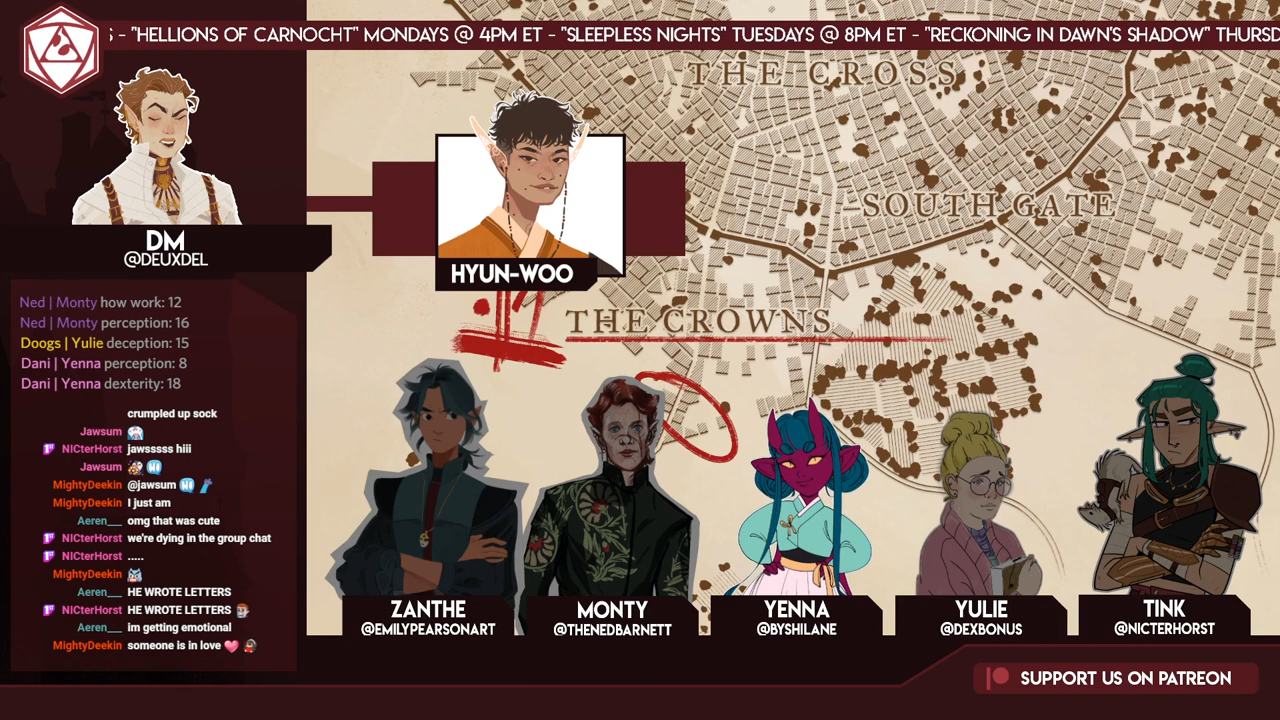 S - "HELLIONS OF CARNOCHT" MONDAYS @ 4PM ET - "SLEEPLESS NIGHTS" TUESDAYS @ 8PM ET - "RECKONING IN DAWN'S SHADOW" THURSD
THE CROSS
SOUTH GATE
HYUN-WOO
THE CROWNS
DM
@DEUXDEL
Ned | Monty how work: 12
Ned | Monty perception: 16
Doogs | Yulie deception: 15
Dani | Yenna perception: 8
Dani | Yenna dexterity: 18
crumpled up sock
Jawsum
NICterHorst jawsssss hiii
Jawsum HI
MightyDeekin @jawsum HI
MightyDeekin I just am
Aeren__ omg that was cute
NICterHorst we're dying in the group chat
NICterHorst .....
MightyDeekin
Aeren__ HE WROTE LETTERS
NICterHorst HE WROTE LETTERS
Aeren__ im getting emotional
MightyDeekin someone is in love
ZANTHE
@EMILYPEARSONART
MONTY
@THENEDBARNETT
YENNA
@BYSHILANE
YULIE
@DEXBONUS
TINK
@NICTERHORST
SUPPORT US ON PATREON